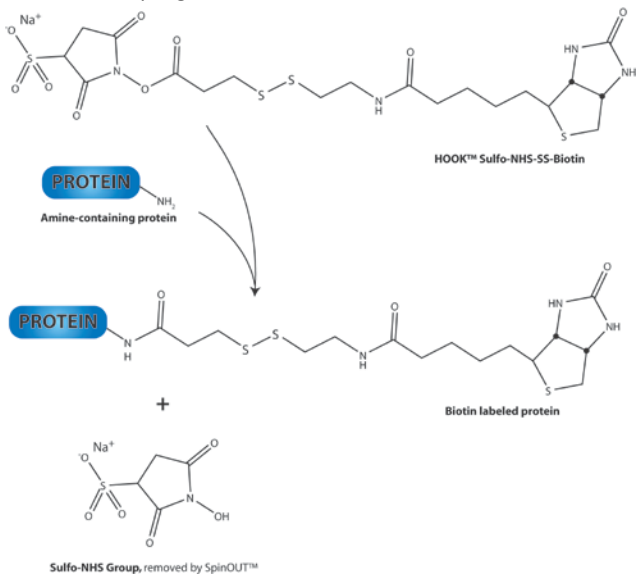 Na⁺
⁻O
O
O
S
O
O
N
O
O
S
S
N
H
O
S
HN
NH
O
HOOK™ Sulfo-NHS-SS-Biotin
PROTEIN
NH₂
Amine-containing protein
PROTEIN
N
H
O
S
S
N
H
O
S
HN
NH
O
Biotin labeled protein
+
Na⁺
⁻O
S
O
O
O
O
N
OH
Sulfo-NHS Group, removed by SpinOUT™